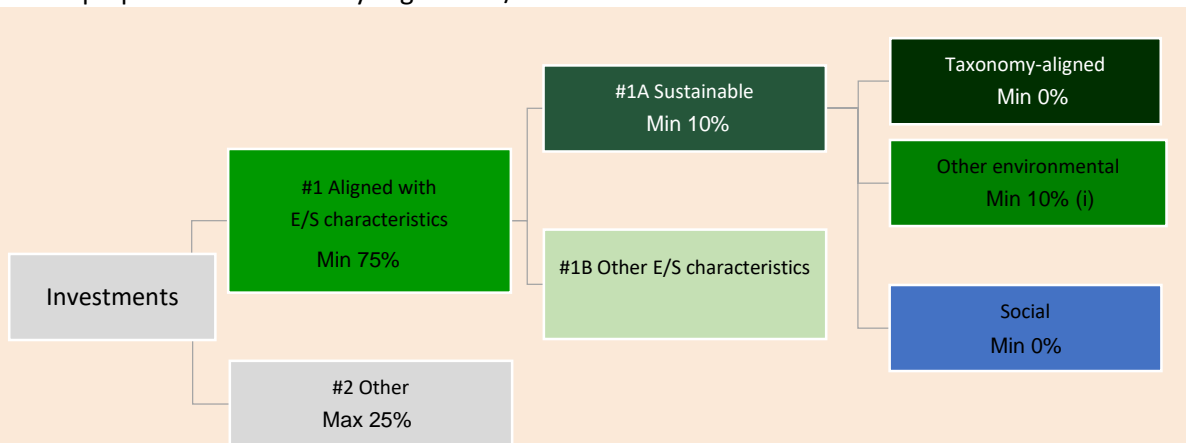 Investments
#1 Aligned with
E/S characteristics
Min 75%
#2 Other
Max 25%
#1A Sustainable
Min 10%
#1B Other E/S characteristics
Taxonomy-aligned
Min 0%
Other environmental
Min 10% (i)
Social
Min 0%